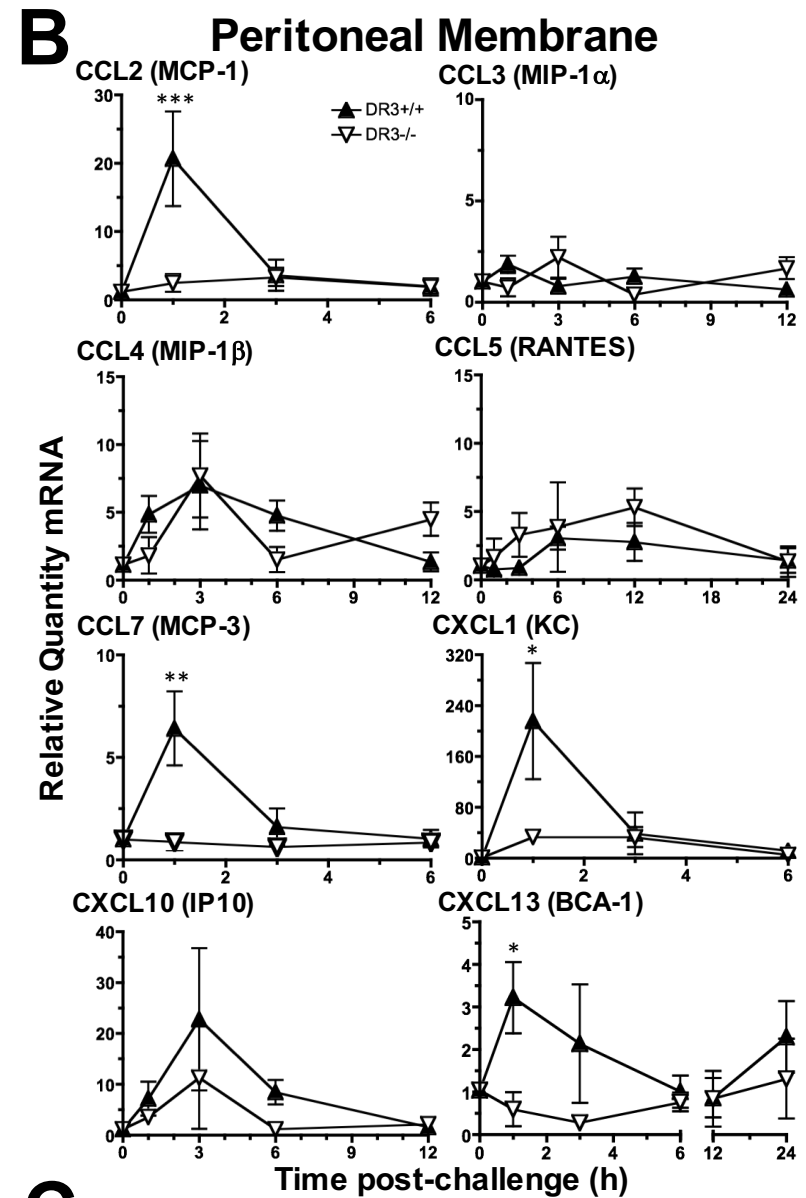 B Peritoneal Membrane
CCL2 (MCP-1) CCL3 (MIP-1α)
30 *** 10
DR3+/+
DR3-/-
20
5
10
0 0
0 2 4 6 0 3 6 9 12
CCL4 (MIP-1β) CCL5 (RANTES)
15 15
10 10
5 5
0 0
0 3 6 9 12 0 6 12 18 24
Relative Quantity mRNA
CCL7 (MCP-3) CXCL1 (KC)
10 320 *
** 240
5 160
80
0 0
0 2 4 6 0 2 4 6
CXCL10 (IP10) CXCL13 (BCA-1)
40 5
* 
30 4
3
20
2
10 1
0 0
0 3 6 9 12 0 2 4 6 12 24
Time post-challenge (h)